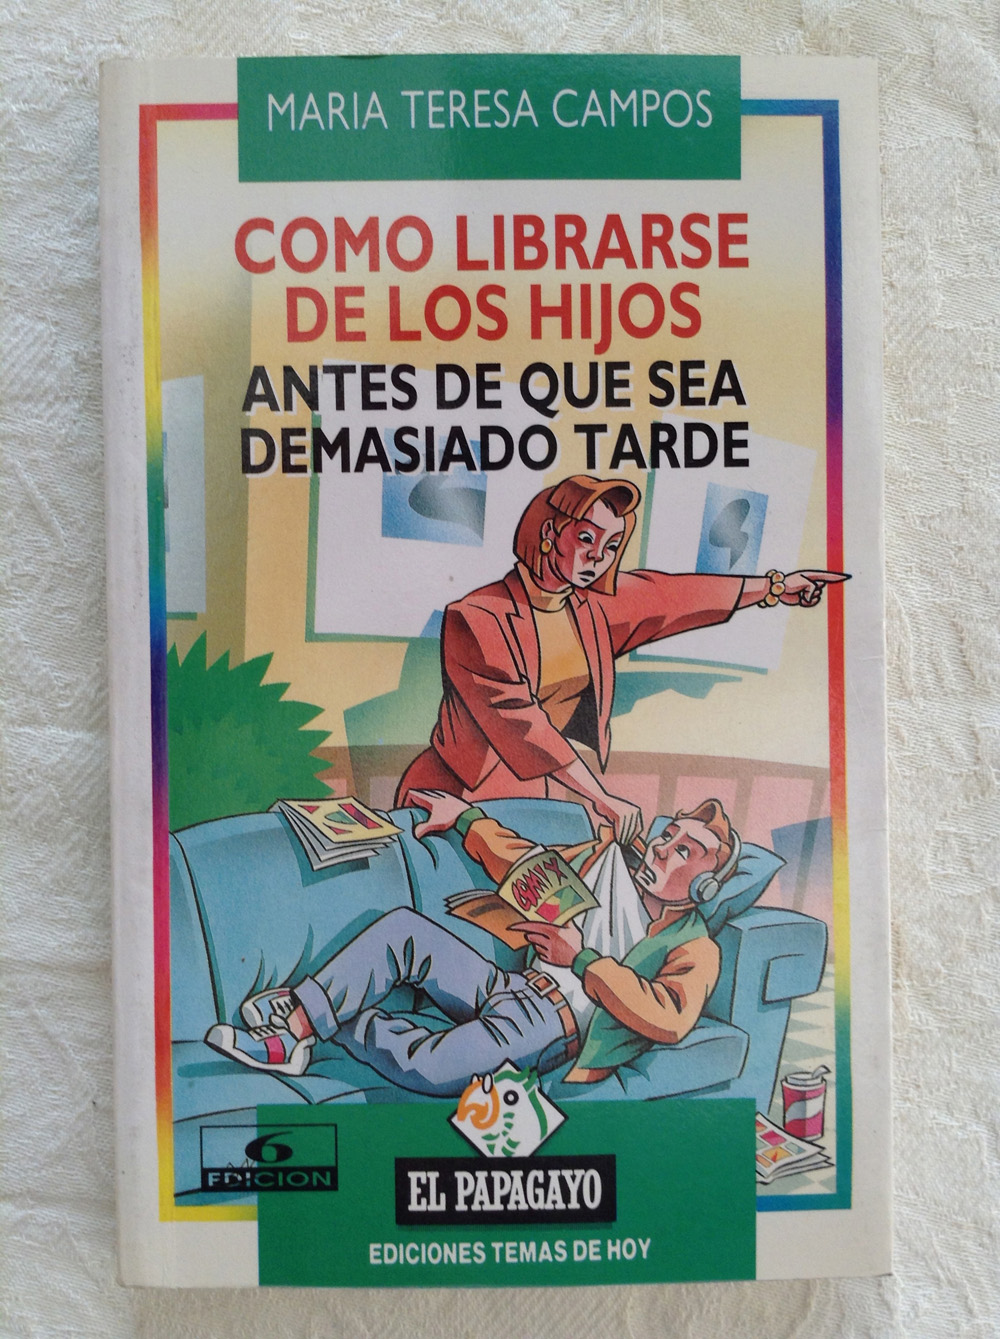 MARIA TERESA CAMPOS
COMO LIBRARSE
DE LOS HIJOS
ANTES DE QUE SEA
DEMASIADO TARDE
COMIX
6
EDICION
EL PAPAGAYO
EDICIONES TEMAS DE HOY